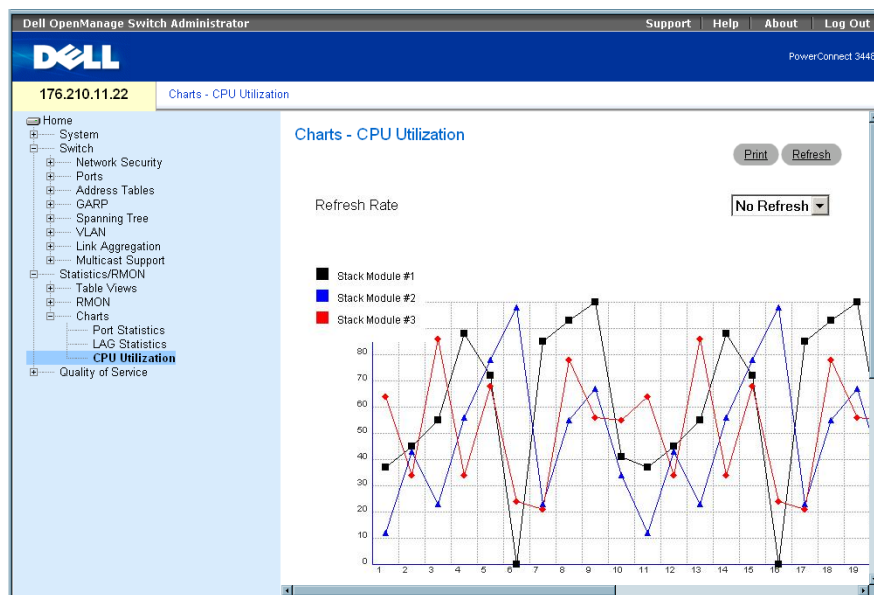 Dell OpenManage Switch Administrator
Support Help About Log Out
DELL
PowerConnect 3448
176.210.11.22
Charts - CPU Utilization
Home
System
Switch
Network Security
Ports
Address Tables
GARP
Spanning Tree
VLAN
Link Aggregation
Multicast Support
Statistics/RMON
Table Views
RMON
Charts
Port Statistics
LAG Statistics
CPU Utilization
Quality of Service
Charts - CPU Utilization
Print Refresh
Refresh Rate
No Refresh
Stack Module #1
Stack Module #2
Stack Module #3
80
70
60
50
40
30
20
10
0
1 2 3 4 5 6 7 8 9 10 11 12 13 14 15 16 17 18 19